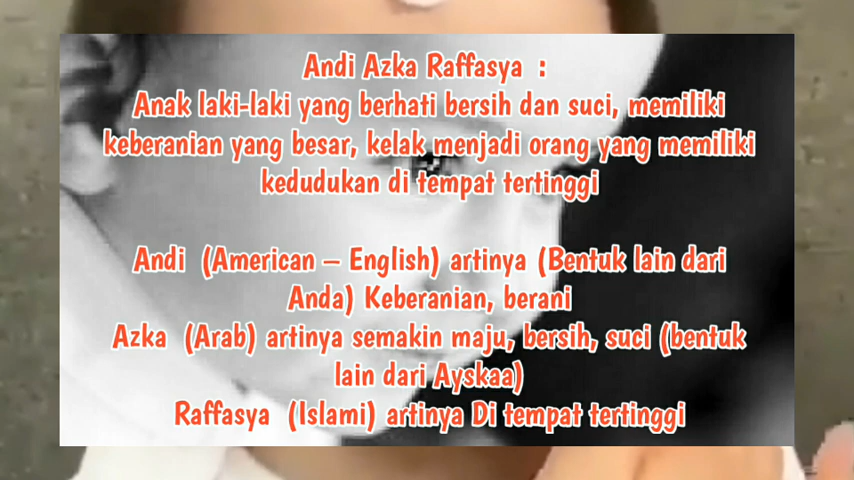 Andi Azka Raffasya :
Anak laki-laki yang berhati bersih dan suci, memiliki
keberanian yang besar, kelak menjadi orang yang memiliki
kedudukan di tempat tertinggi
Andi (American – English) artinya (Bentuk lain dari
Anda) Keberanian, berani
Azka (Arab) artinya semakin maju, bersih, suci (bentuk
lain dari Ayskaa)
Raffasya (Islami) artinya Di tempat tertinggi